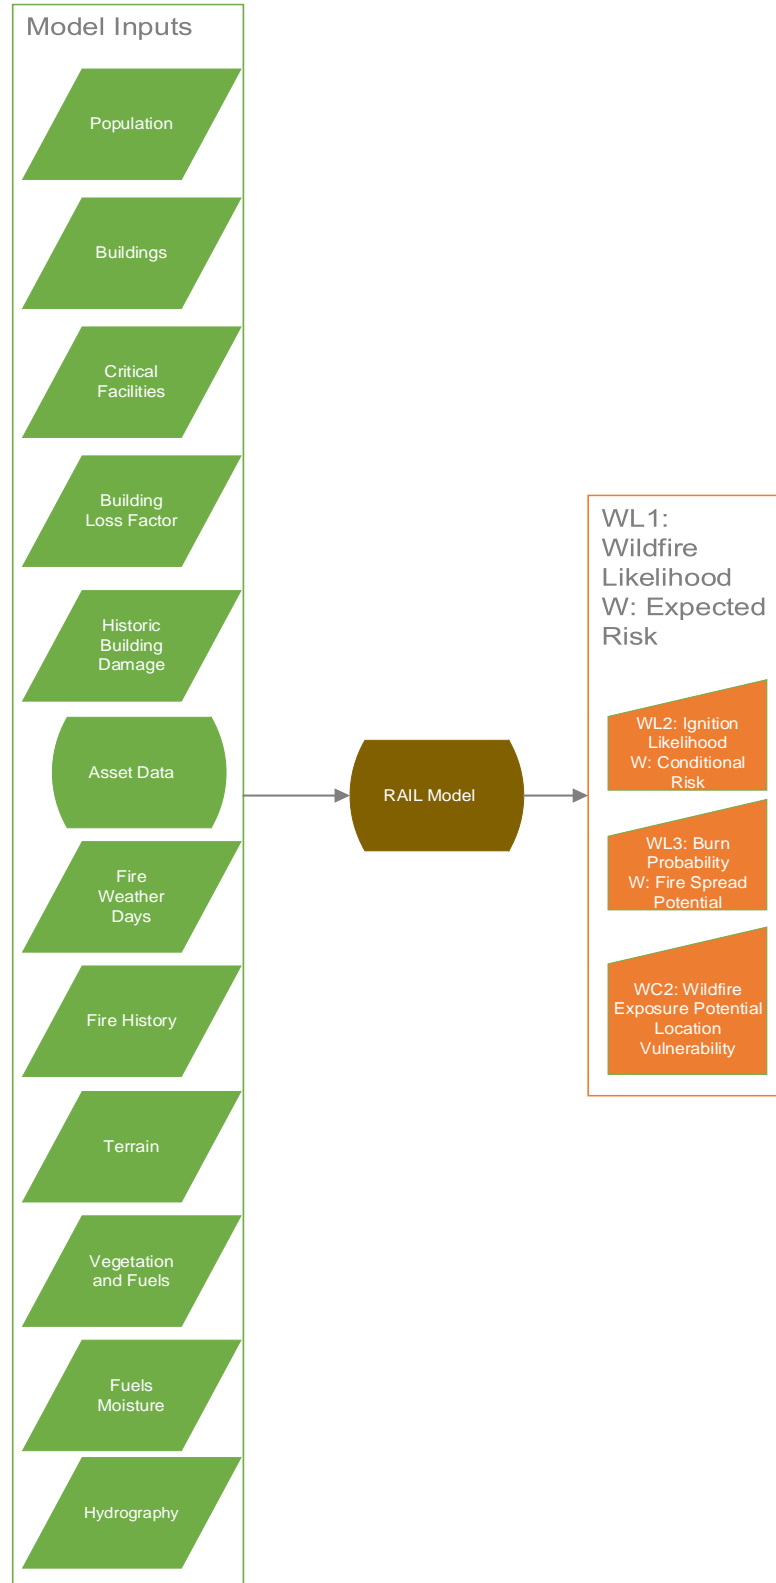 Model Inputs
Population
Buildings
Critical
Facilities
Building
Loss Factor
Historic
Building
Damage
Asset Data
Fire
Weather
Days
Fire History
Terrain
Vegetation
and Fuels
Fuels
Moisture
Hydrography
RAIL Model
WL1:
Wildfire
Likelihood
W: Expected
Risk
WL2: Ignition
Likelihood
W: Conditional
Risk
WL3: Burn
Probability
W: Fire Spread
Potential
WC2: Wildfire
Exposure Potential
Location
Vulnerability